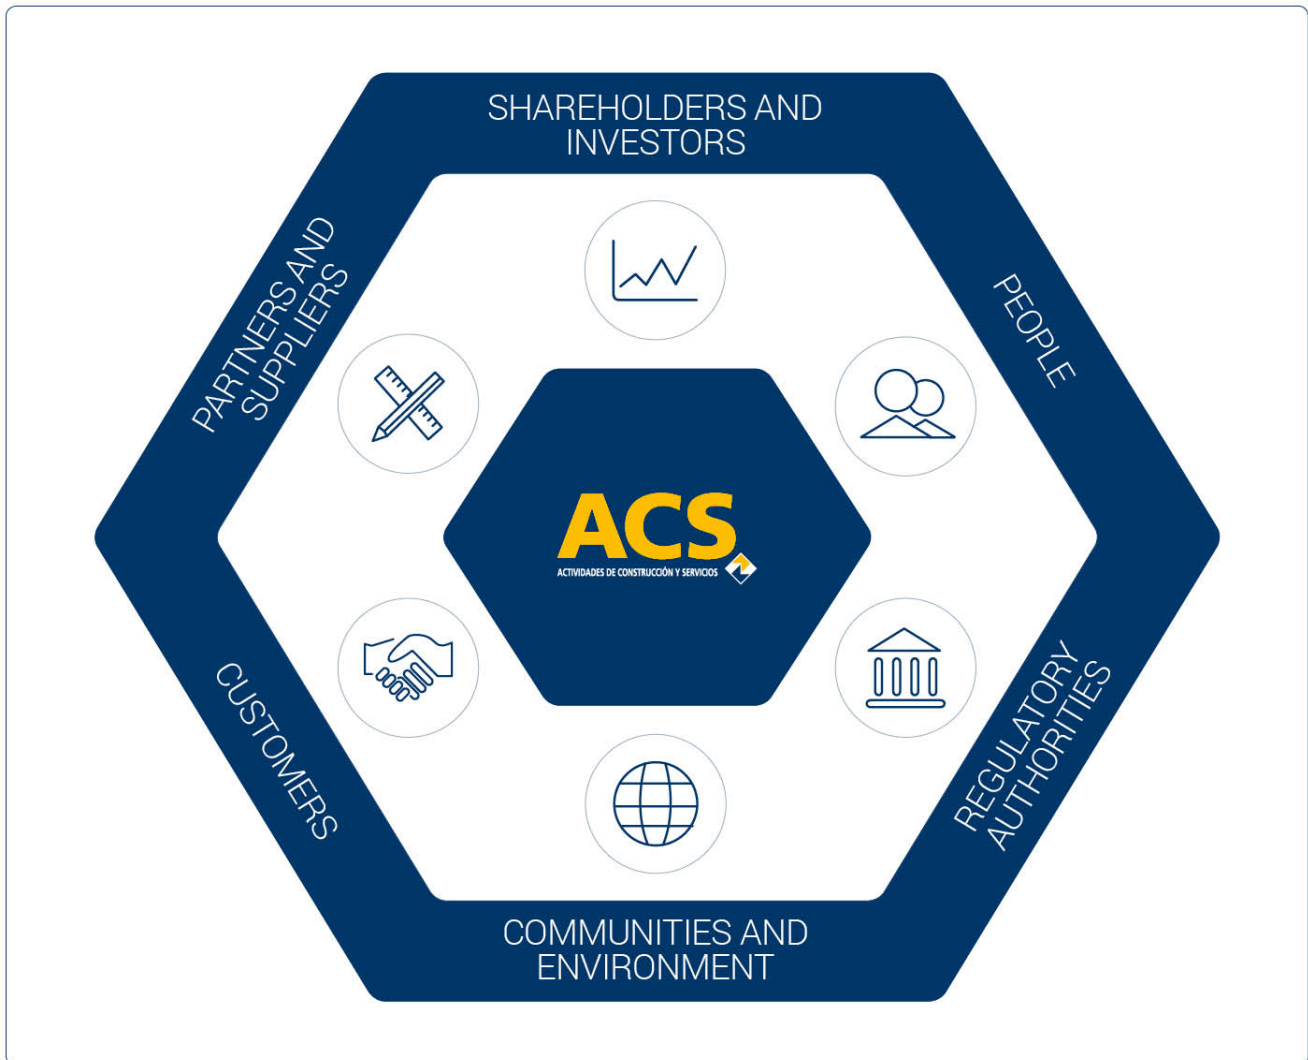 SHAREHOLDERS AND
INVESTORS
PARTNERS AND
SUPPLIERS
PEOPLE
ACS
ACTIVIDADES DE CONSTRUCCIÓN Y SERVICIOS
CUSTOMERS
REGULATORY
AUTHORITIES
COMMUNITIES AND
ENVIRONMENT